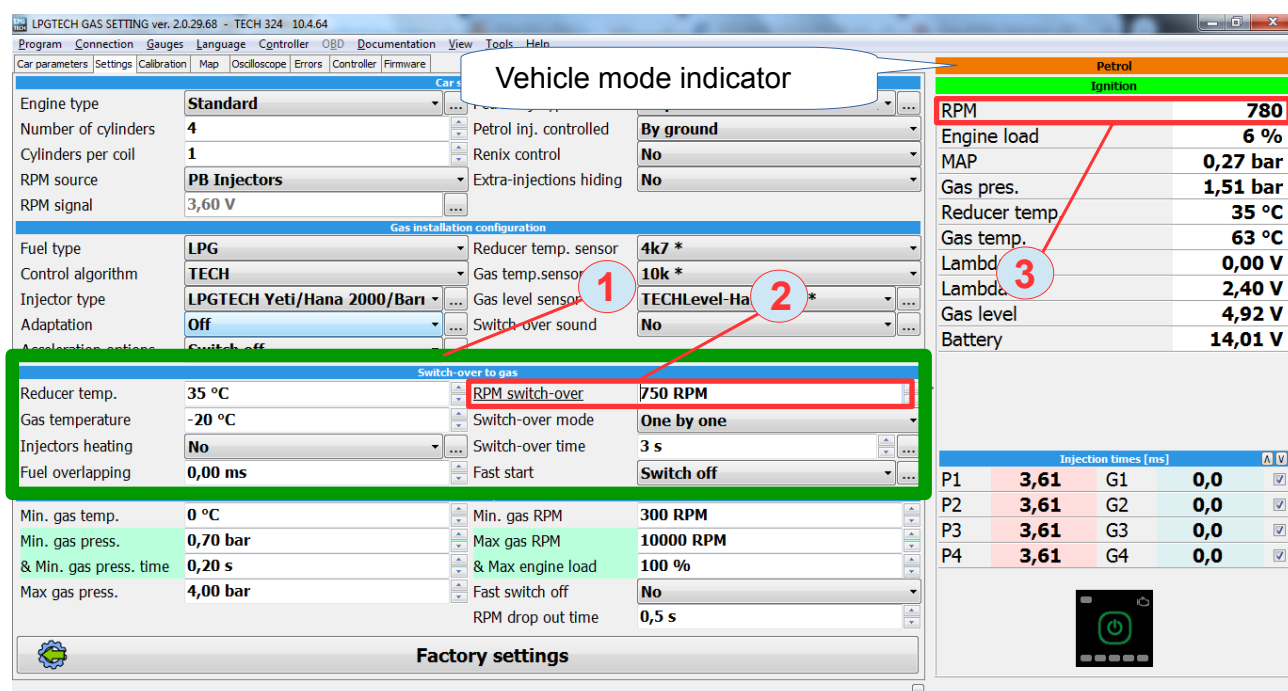 LPGTECH GAS SETTING ver. 2.0.29.68 - TECH 324 10.4.64
Program Connection Gauges Language Controller OBD Documentation View Tools Help
Car parameters Settings Calibration Map Osciloscope Errors Controller Firmware
Vehicle mode indicator
Petrol
Car s
Ignition
Engine type Standard ... ...
Number of cylinders 4 Petrol inj. controlled By ground
Cylinders per coil 1 Renix control No
RPM source PB Injectors Extra-injections hiding No
RPM signal 3,60 V ...
Gas installation configuration
Fuel type LPG Reducer temp. sensor 4k7 *
Control algorithm TECH Gas temp.sensor 10k *
Injector type LPGTECH Yeti/Hana 2000/Barr ... Gas level sensor TECHLevel-Ha * ...
Adaptation Off ... Switch-over sound No ...
Acceleration options Switch off
1
2
3
Switch-over to gas
Reducer temp. 35 °C RPM switch-over 750 RPM
Gas temperature -20 °C Switch-over mode One by one
Injectors heating No ... Switch-over time 3 s ...
Fuel overlapping 0,00 ms Fast start Switch off ...
Min. gas temp. 0 °C Min. gas RPM 300 RPM
Min. gas press. 0,70 bar Max gas RPM 10000 RPM
& Min. gas press. time 0,20 s & Max engine load 100 %
Max gas press. 4,00 bar Fast switch off No
RPM drop out time 0,5 s
Factory settings
RPM 780
Engine load 6 %
MAP 0,27 bar
Gas pres. 1,51 bar
Reducer temp. 35 °C
Gas temp. 63 °C
Lambd 0,00 V
Lambda 2,40 V
Gas level 4,92 V
Battery 14,01 V
Injection times [ms]
P1 3,61 G1 0,0
P2 3,61 G2 0,0
P3 3,61 G3 0,0
P4 3,61 G4 0,0